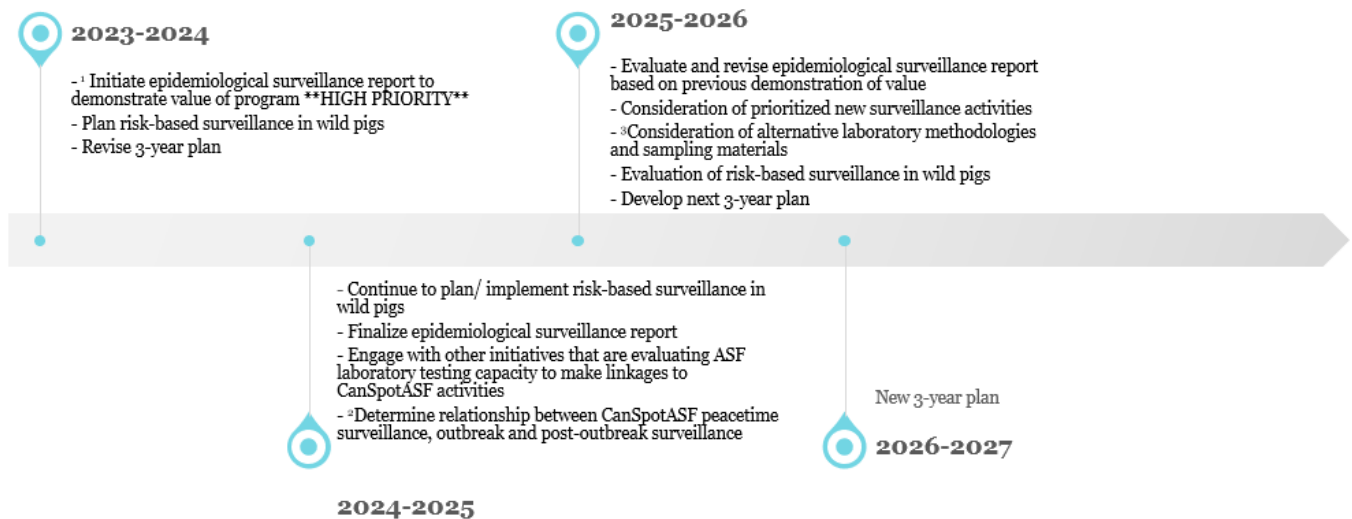 2023-2024
- ¹ Initiate epidemiological surveillance report to
demonstrate value of program **HIGH PRIORITY**
- Plan risk-based surveillance in wild pigs
- Revise 3-year plan
2025-2026
- Evaluate and revise epidemiological surveillance report
based on previous demonstration of value
- Consideration of prioritized new surveillance activities
- ³Consideration of alternative laboratory methodologies
and sampling materials
- Evaluation of risk-based surveillance in wild pigs
- Develop next 3-year plan
- Continue to plan/ implement risk-based surveillance in
wild pigs
- Finalize epidemiological surveillance report
- Engage with other initiatives that are evaluating ASF
laboratory testing capacity to make linkages to
CanSpotASF activities
- ²Determine relationship between CanSpotASF peacetime
surveillance, outbreak and post-outbreak surveillance
2024-2025
New 3-year plan
2026-2027